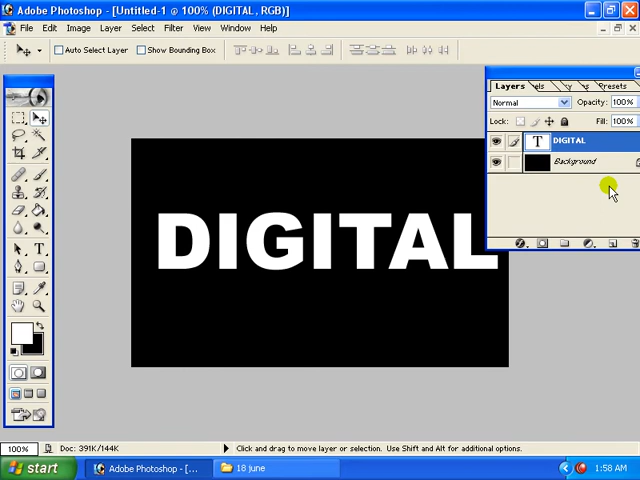 Adobe Photoshop - [Untitled-1 @ 100% (DIGITAL, RGB)]
File Edit Image Layer Select Filter View Window Help
Auto Select Layer Show Bounding Box
Layers Presets
Normal Opacity: 100%
Lock: Fill: 100%
T DIGITAL
Background
DIGITAL
100% Doc: 391K/144K Click and drag to move layer or selection. Use Shift and Alt for additional options.
start Adobe Photoshop - [... 18 june 1:58 AM